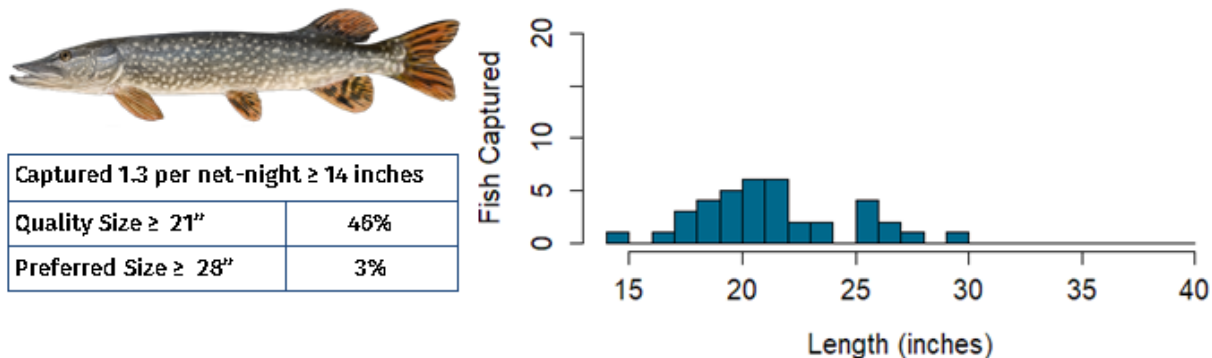 Captured 1.3 per net-night ≥ 14 inches
Quality Size ≥ 21”
46%
Preferred Size ≥ 28”
3%
Fish Captured
20
10
5
0
15
20
25
30
35
40
Length (inches)